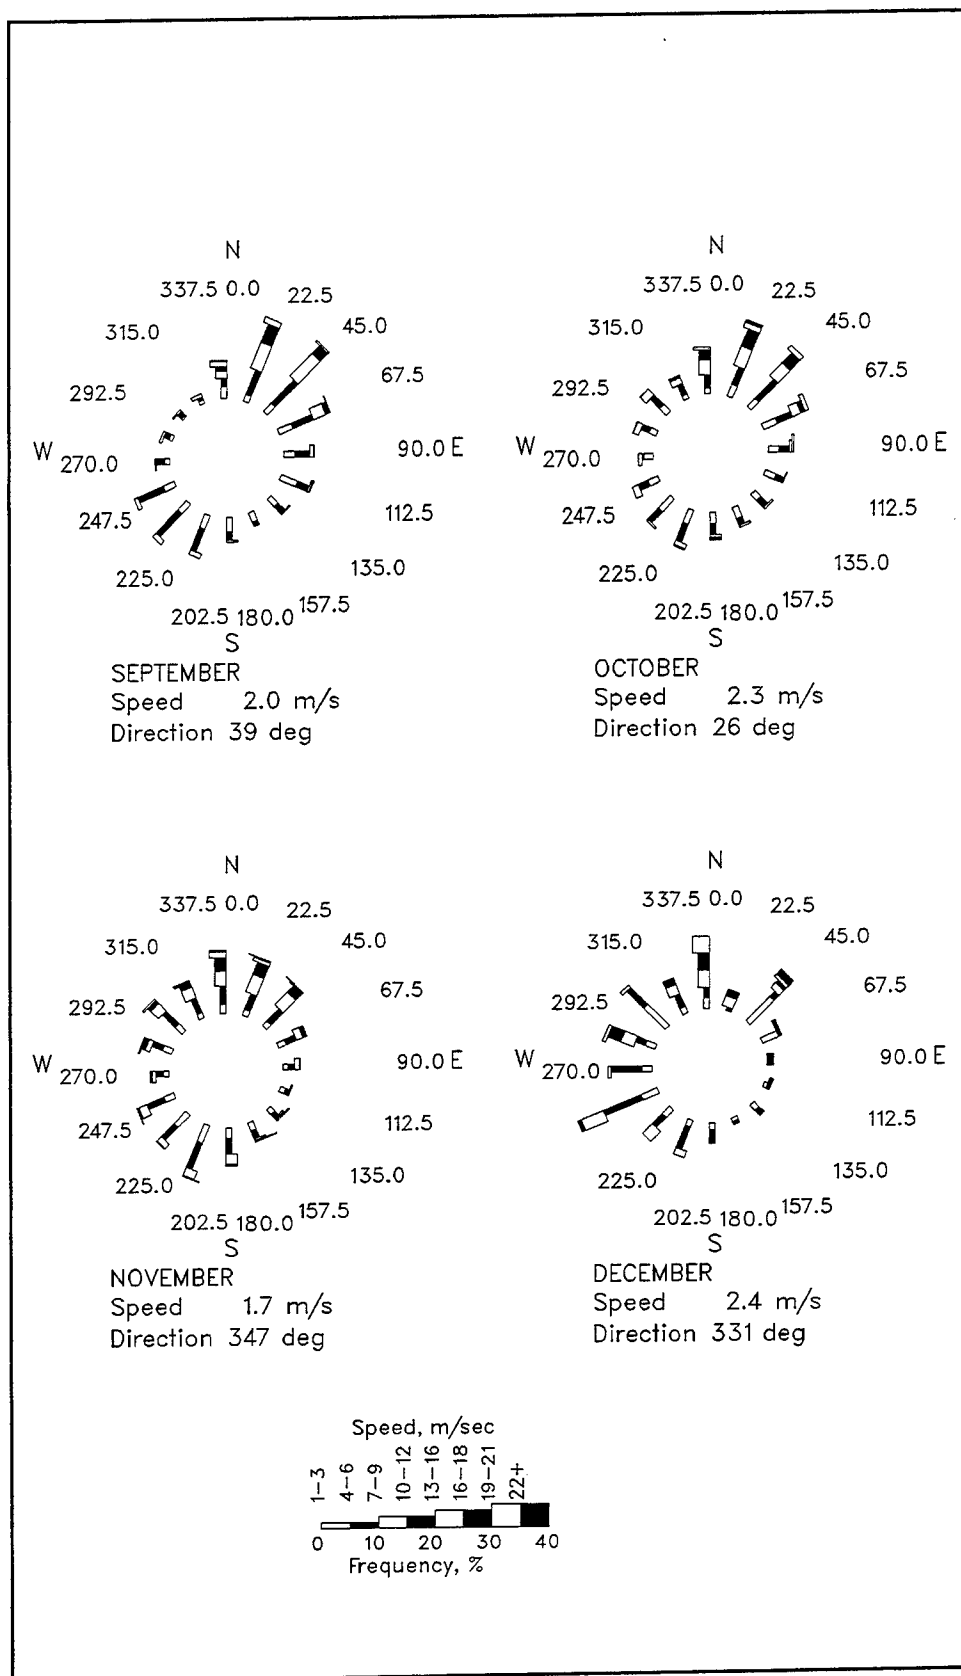 N
337.5 0.0 22.5
315.0 45.0
292.5 67.5
W 270.0 90.0 E
247.5 112.5
225.0 135.0
202.5 180.0 157.5
S
SEPTEMBER
Speed 2.0 m/s
Direction 39 deg
N
337.5 0.0 22.5
315.0 45.0
292.5 67.5
W 270.0 90.0 E
247.5 112.5
225.0 135.0
202.5 180.0 157.5
S
OCTOBER
Speed 2.3 m/s
Direction 26 deg
N
337.5 0.0 22.5
315.0 45.0
292.5 67.5
W 270.0 90.0 E
247.5 112.5
225.0 135.0
202.5 180.0 157.5
S
NOVEMBER
Speed 1.7 m/s
Direction 347 deg
N
337.5 0.0 22.5
315.0 45.0
292.5 67.5
W 270.0 90.0 E
247.5 112.5
225.0 135.0
202.5 180.0 157.5
S
DECEMBER
Speed 2.4 m/s
Direction 331 deg
Speed, m/sec
1-3 4-6 7-9 10-12 13-16 16-18 19-21 22+
0 10 20 30 40
Frequency, %